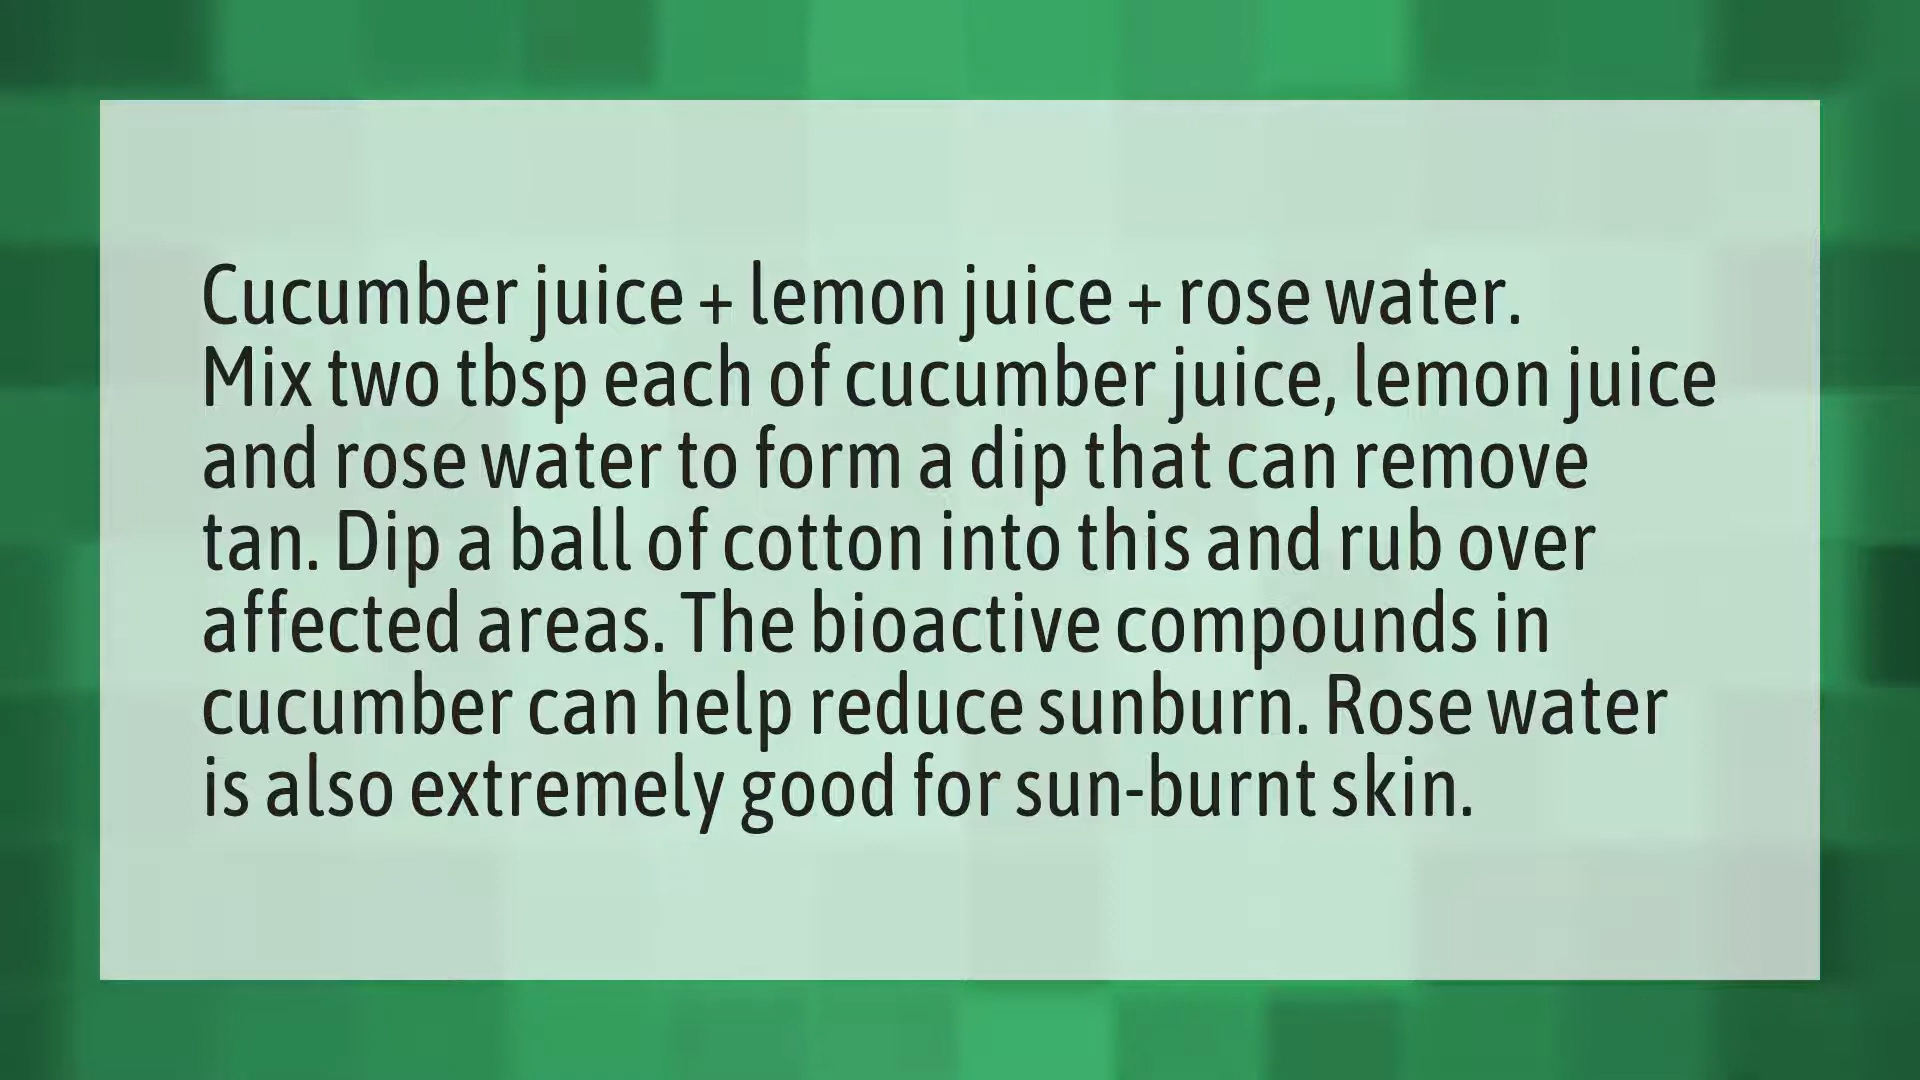 Cucumber juice + lemon juice + rose water.
Mix two tbsp each of cucumber juice, lemon juice
and rose water to form a dip that can remove
tan. Dip a ball of cotton into this and rub over
affected areas. The bioactive compounds in
cucumber can help reduce sunburn. Rose water
is also extremely good for sun-burnt skin.